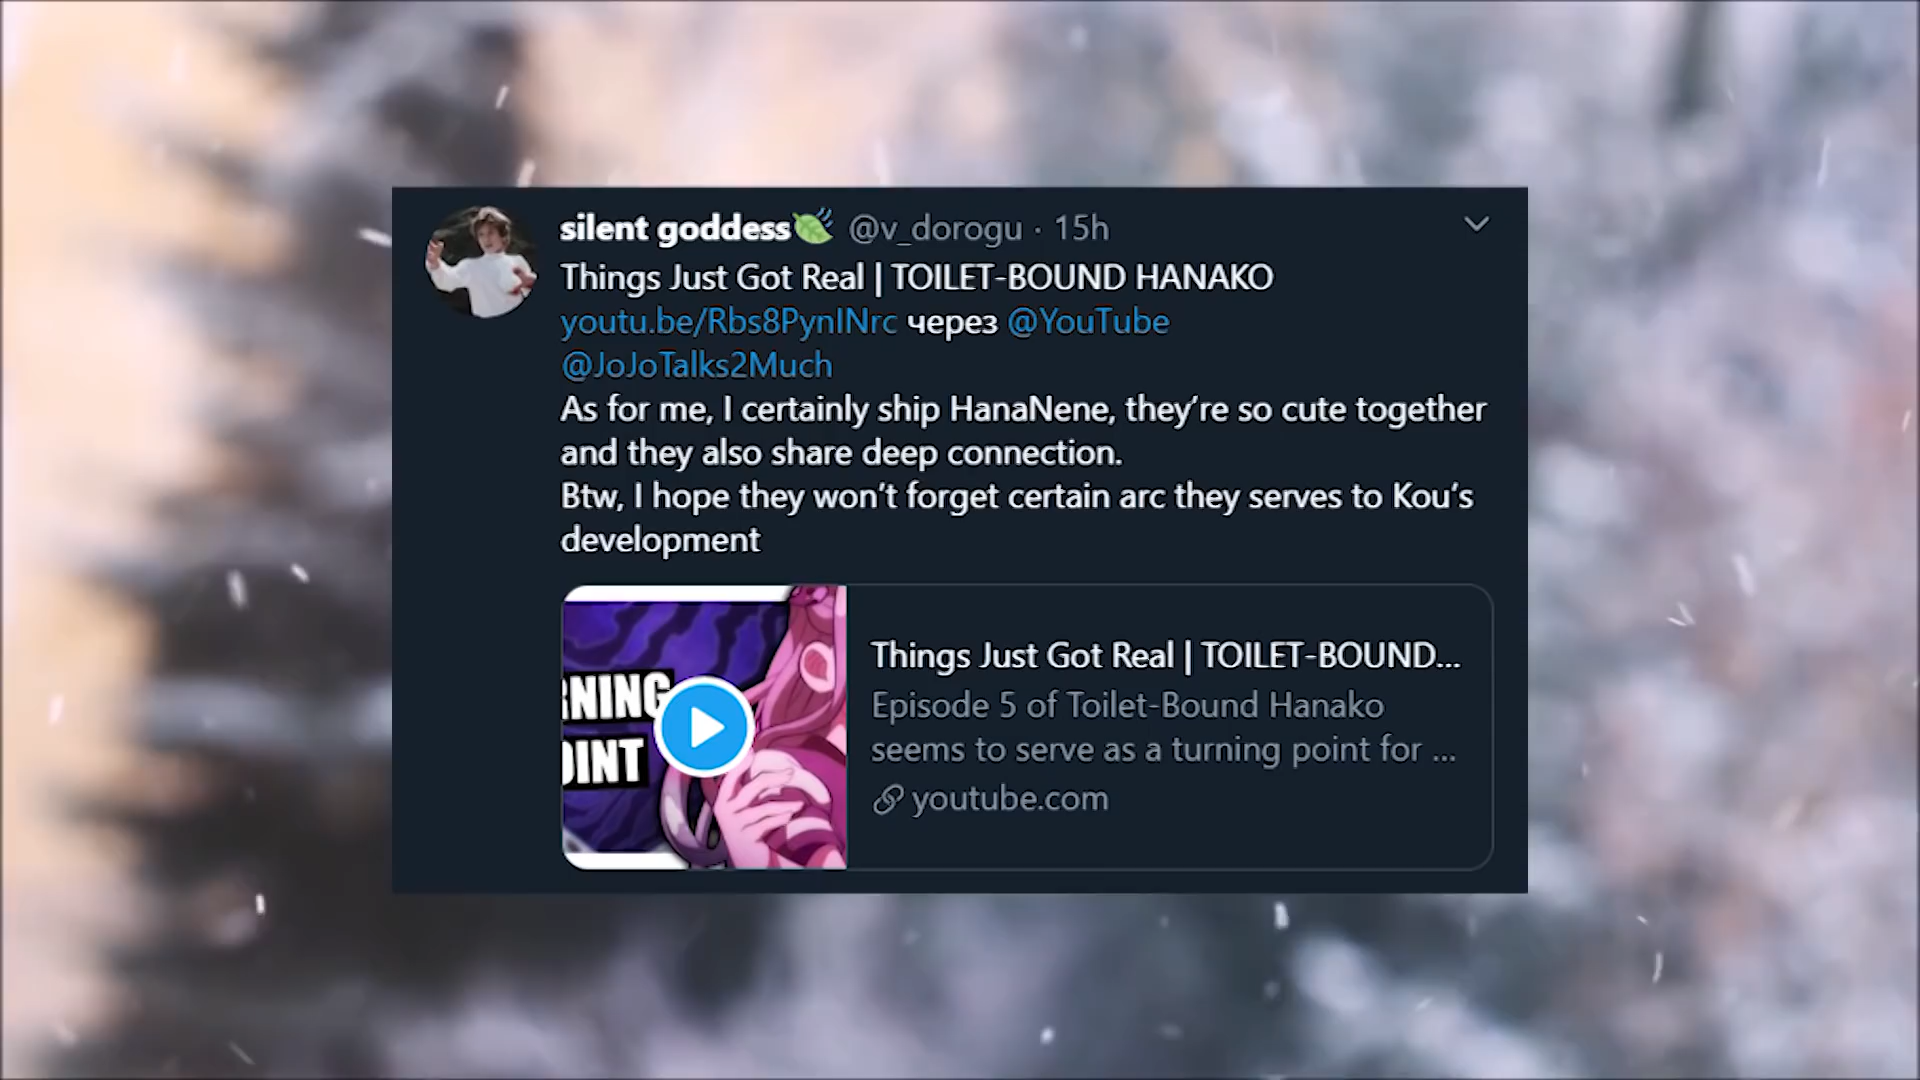 silent goddess🍃 @v_dorogu · 15h
Things Just Got Real | TOILET-BOUND HANAKO
youtu.be/Rbs8PynINrc через @YouTube
@JoJoTalks2Much
As for me, I certainly ship HanaNene, they’re so cute together
and they also share deep connection.
Btw, I hope they won’t forget certain arc they serves to Kou’s
development
RNING
OINT
Things Just Got Real | TOILET-BOUND...
Episode 5 of Toilet-Bound Hanako
seems to serve as a turning point for ...
youtube.com